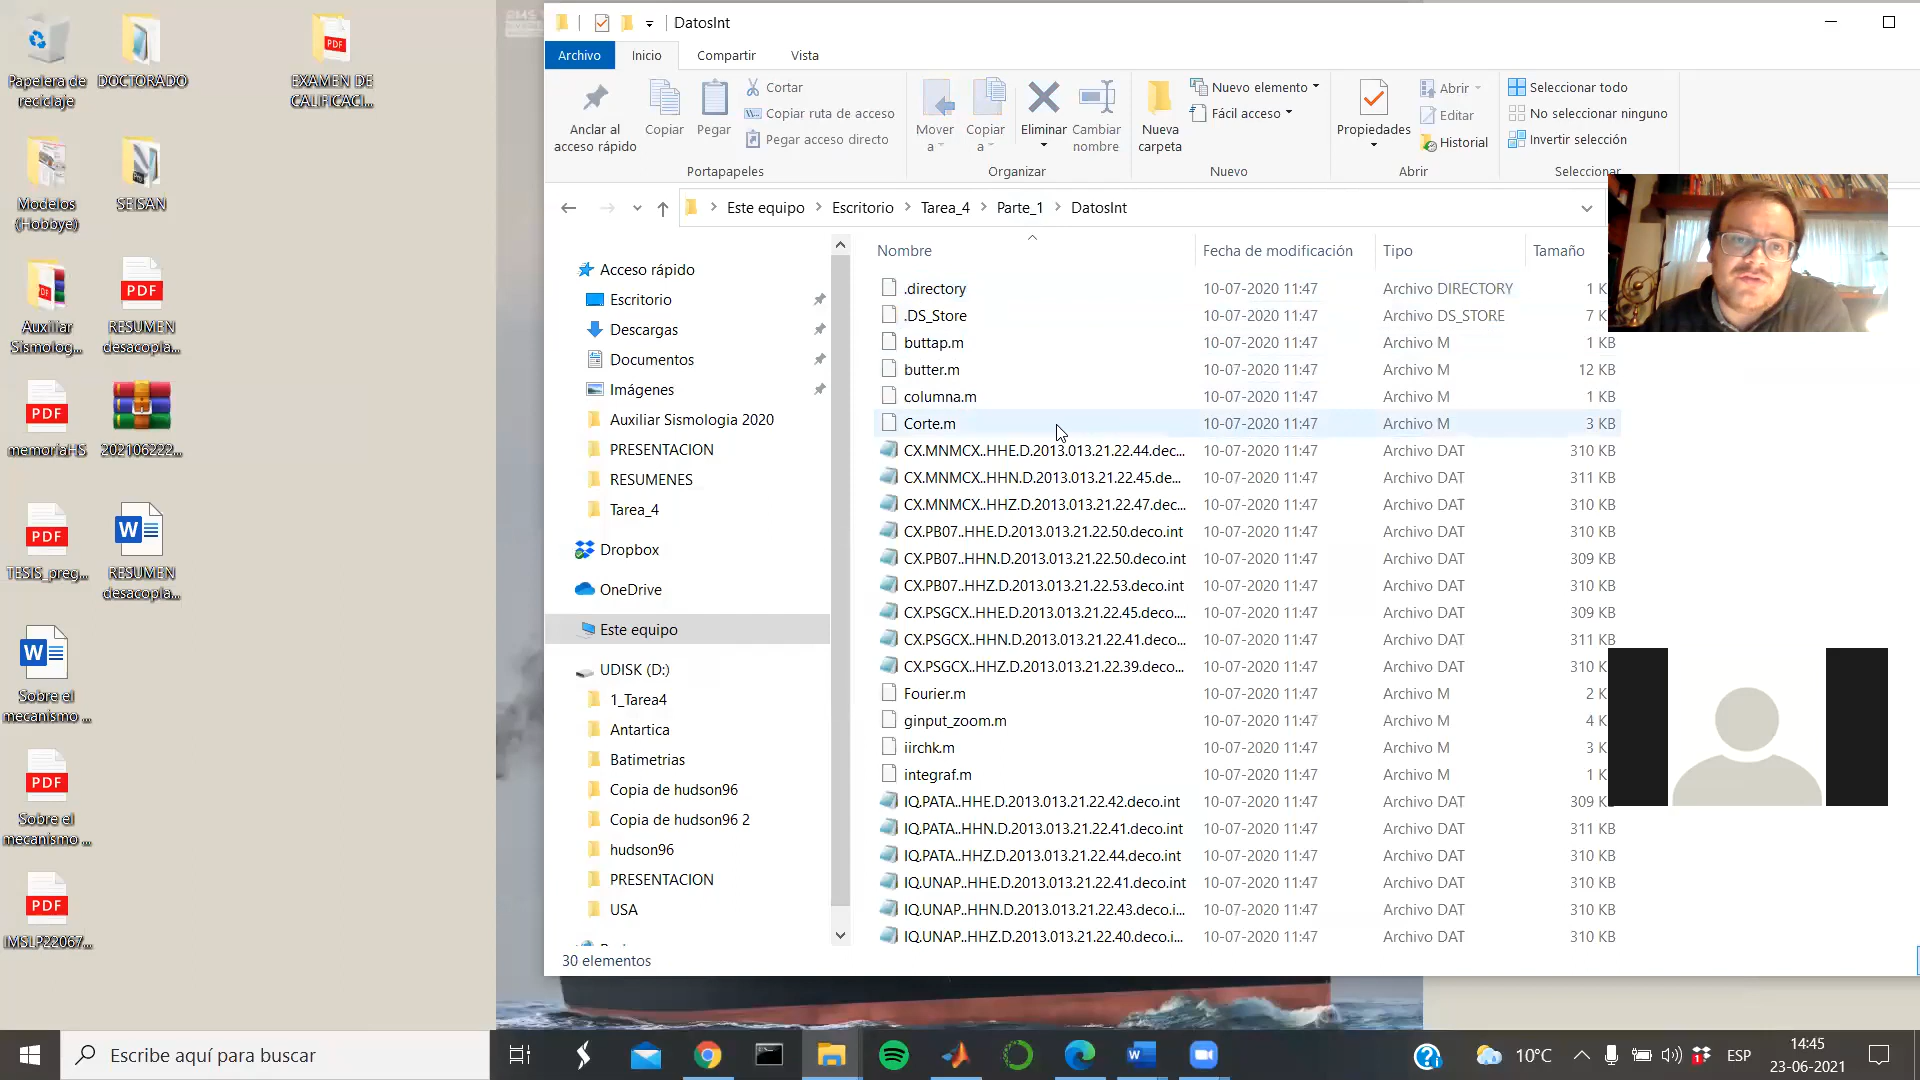 Papelera de
reciclaje
DOCTORADO
EXAMEN DE
CALIFICACI...
Modelos
(Hobbye)
SEISAN
Auxiliar
Sismolog...
RESUMEN
desacopla...
memoriaHS
202106222...
TESIS_preg...
RESUMEN
desacopla...
Sobre el
mecanismo ...
Sobre el
mecanismo ...
IMSLP22067...
DatosInt
Archivo
Inicio
Compartir
Vista
Anclar al
acceso rápido
Copiar
Pegar
Cortar
Copiar ruta de acceso
Pegar acceso directo
Portapapeles
Mover
a
Copiar
a
Eliminar
Cambiar
nombre
Organizar
Nueva
carpeta
Nuevo elemento
Fácil acceso
Nuevo
Propiedades
Abrir
Editar
Historial
Abrir
Seleccionar todo
No seleccionar ninguno
Invertir selección
Seleccionar
Este equipo > Escritorio > Tarea_4 > Parte_1 > DatosInt
Acceso rápido
Escritorio
Descargas
Documentos
Imágenes
Auxiliar Sismologia 2020
PRESENTACION
RESUMENES
Tarea_4
Dropbox
OneDrive
Este equipo
UDISK (D:)
1_Tarea4
Antartica
Batimetrias
Copia de hudson96
Copia de hudson96 2
hudson96
PRESENTACION
USA
Nombre Fecha de modificación Tipo Tamaño
.directory 10-07-2020 11:47 Archivo DIRECTORY 1 K
.DS_Store 10-07-2020 11:47 Archivo DS_STORE 7 K
buttap.m 10-07-2020 11:47 Archivo M 1 KB
butter.m 10-07-2020 11:47 Archivo M 12 KB
columna.m 10-07-2020 11:47 Archivo M 1 KB
Corte.m 10-07-2020 11:47 Archivo M 3 KB
CX.MNMCX..HHE.D.2013.013.21.22.44.dec... 10-07-2020 11:47 Archivo DAT 310 KB
CX.MNMCX..HHN.D.2013.013.21.22.45.de... 10-07-2020 11:47 Archivo DAT 311 KB
CX.MNMCX..HHZ.D.2013.013.21.22.47.dec... 10-07-2020 11:47 Archivo DAT 310 KB
CX.PB07..HHE.D.2013.013.21.22.50.deco.int 10-07-2020 11:47 Archivo DAT 310 KB
CX.PB07..HHN.D.2013.013.21.22.50.deco.int 10-07-2020 11:47 Archivo DAT 309 KB
CX.PB07..HHZ.D.2013.013.21.22.53.deco.int 10-07-2020 11:47 Archivo DAT 310 KB
CX.PSGCX..HHE.D.2013.013.21.22.45.deco.... 10-07-2020 11:47 Archivo DAT 309 KB
CX.PSGCX..HHN.D.2013.013.21.22.41.deco... 10-07-2020 11:47 Archivo DAT 311 KB
CX.PSGCX..HHZ.D.2013.013.21.22.39.deco... 10-07-2020 11:47 Archivo DAT 310 K
Fourier.m 10-07-2020 11:47 Archivo M 2 K
ginput_zoom.m 10-07-2020 11:47 Archivo M 4 K
iirchk.m 10-07-2020 11:47 Archivo M 3 K
integraf.m 10-07-2020 11:47 Archivo M 1 K
IQ.PATA..HHE.D.2013.013.21.22.42.deco.int 10-07-2020 11:47 Archivo DAT 309 K
IQ.PATA..HHN.D.2013.013.21.22.41.deco.int 10-07-2020 11:47 Archivo DAT 311 KB
IQ.PATA..HHZ.D.2013.013.21.22.44.deco.int 10-07-2020 11:47 Archivo DAT 310 KB
IQ.UNAP..HHE.D.2013.013.21.22.41.deco.int 10-07-2020 11:47 Archivo DAT 310 KB
IQ.UNAP..HHN.D.2013.013.21.22.43.deco.i... 10-07-2020 11:47 Archivo DAT 310 KB
IQ.UNAP..HHZ.D.2013.013.21.22.40.deco.i... 10-07-2020 11:47 Archivo DAT 310 KB
30 elementos
Escribe aquí para buscar
10°C
ESP
14:45
23-06-2021